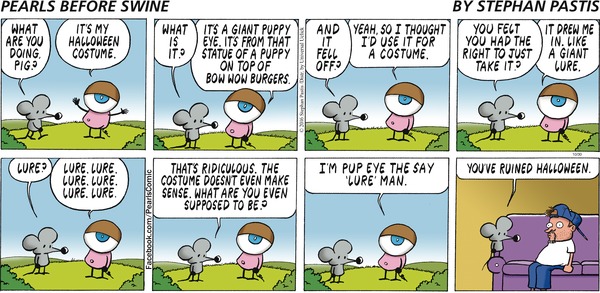 PEARLS BEFORE SWINE
BY STEPHAN PASTIS
WHAT
ARE YOU
DOING,
PIG?
IT'S MY
HALLOWEEN
COSTUME.
WHAT
IS
IT?
IT'S A GIANT PUPPY
EYE. IT'S FROM THAT
STATUE OF A PUPPY
ON TOP OF
BOW WOW BURGERS.
AND
IT
FELL
OFF?
YEAH, SO I THOUGHT
I'D USE IT FOR
A COSTUME.
YOU FELT
YOU HAD THE
RIGHT TO JUST
TAKE IT?
IT DREW ME
IN. LIKE
A GIANT
LURE.
10/30
LURE?
LURE. LURE.
LURE. LURE.
LURE. LURE.
Facebook.com/PearlsComic
THAT'S RIDICULOUS. THE
COSTUME DOESN'T EVEN MAKE
SENSE. WHAT ARE YOU EVEN
SUPPOSED TO BE?
I'M PUP EYE THE SAY
'LURE' MAN.
YOU'VE RUINED HALLOWEEN.